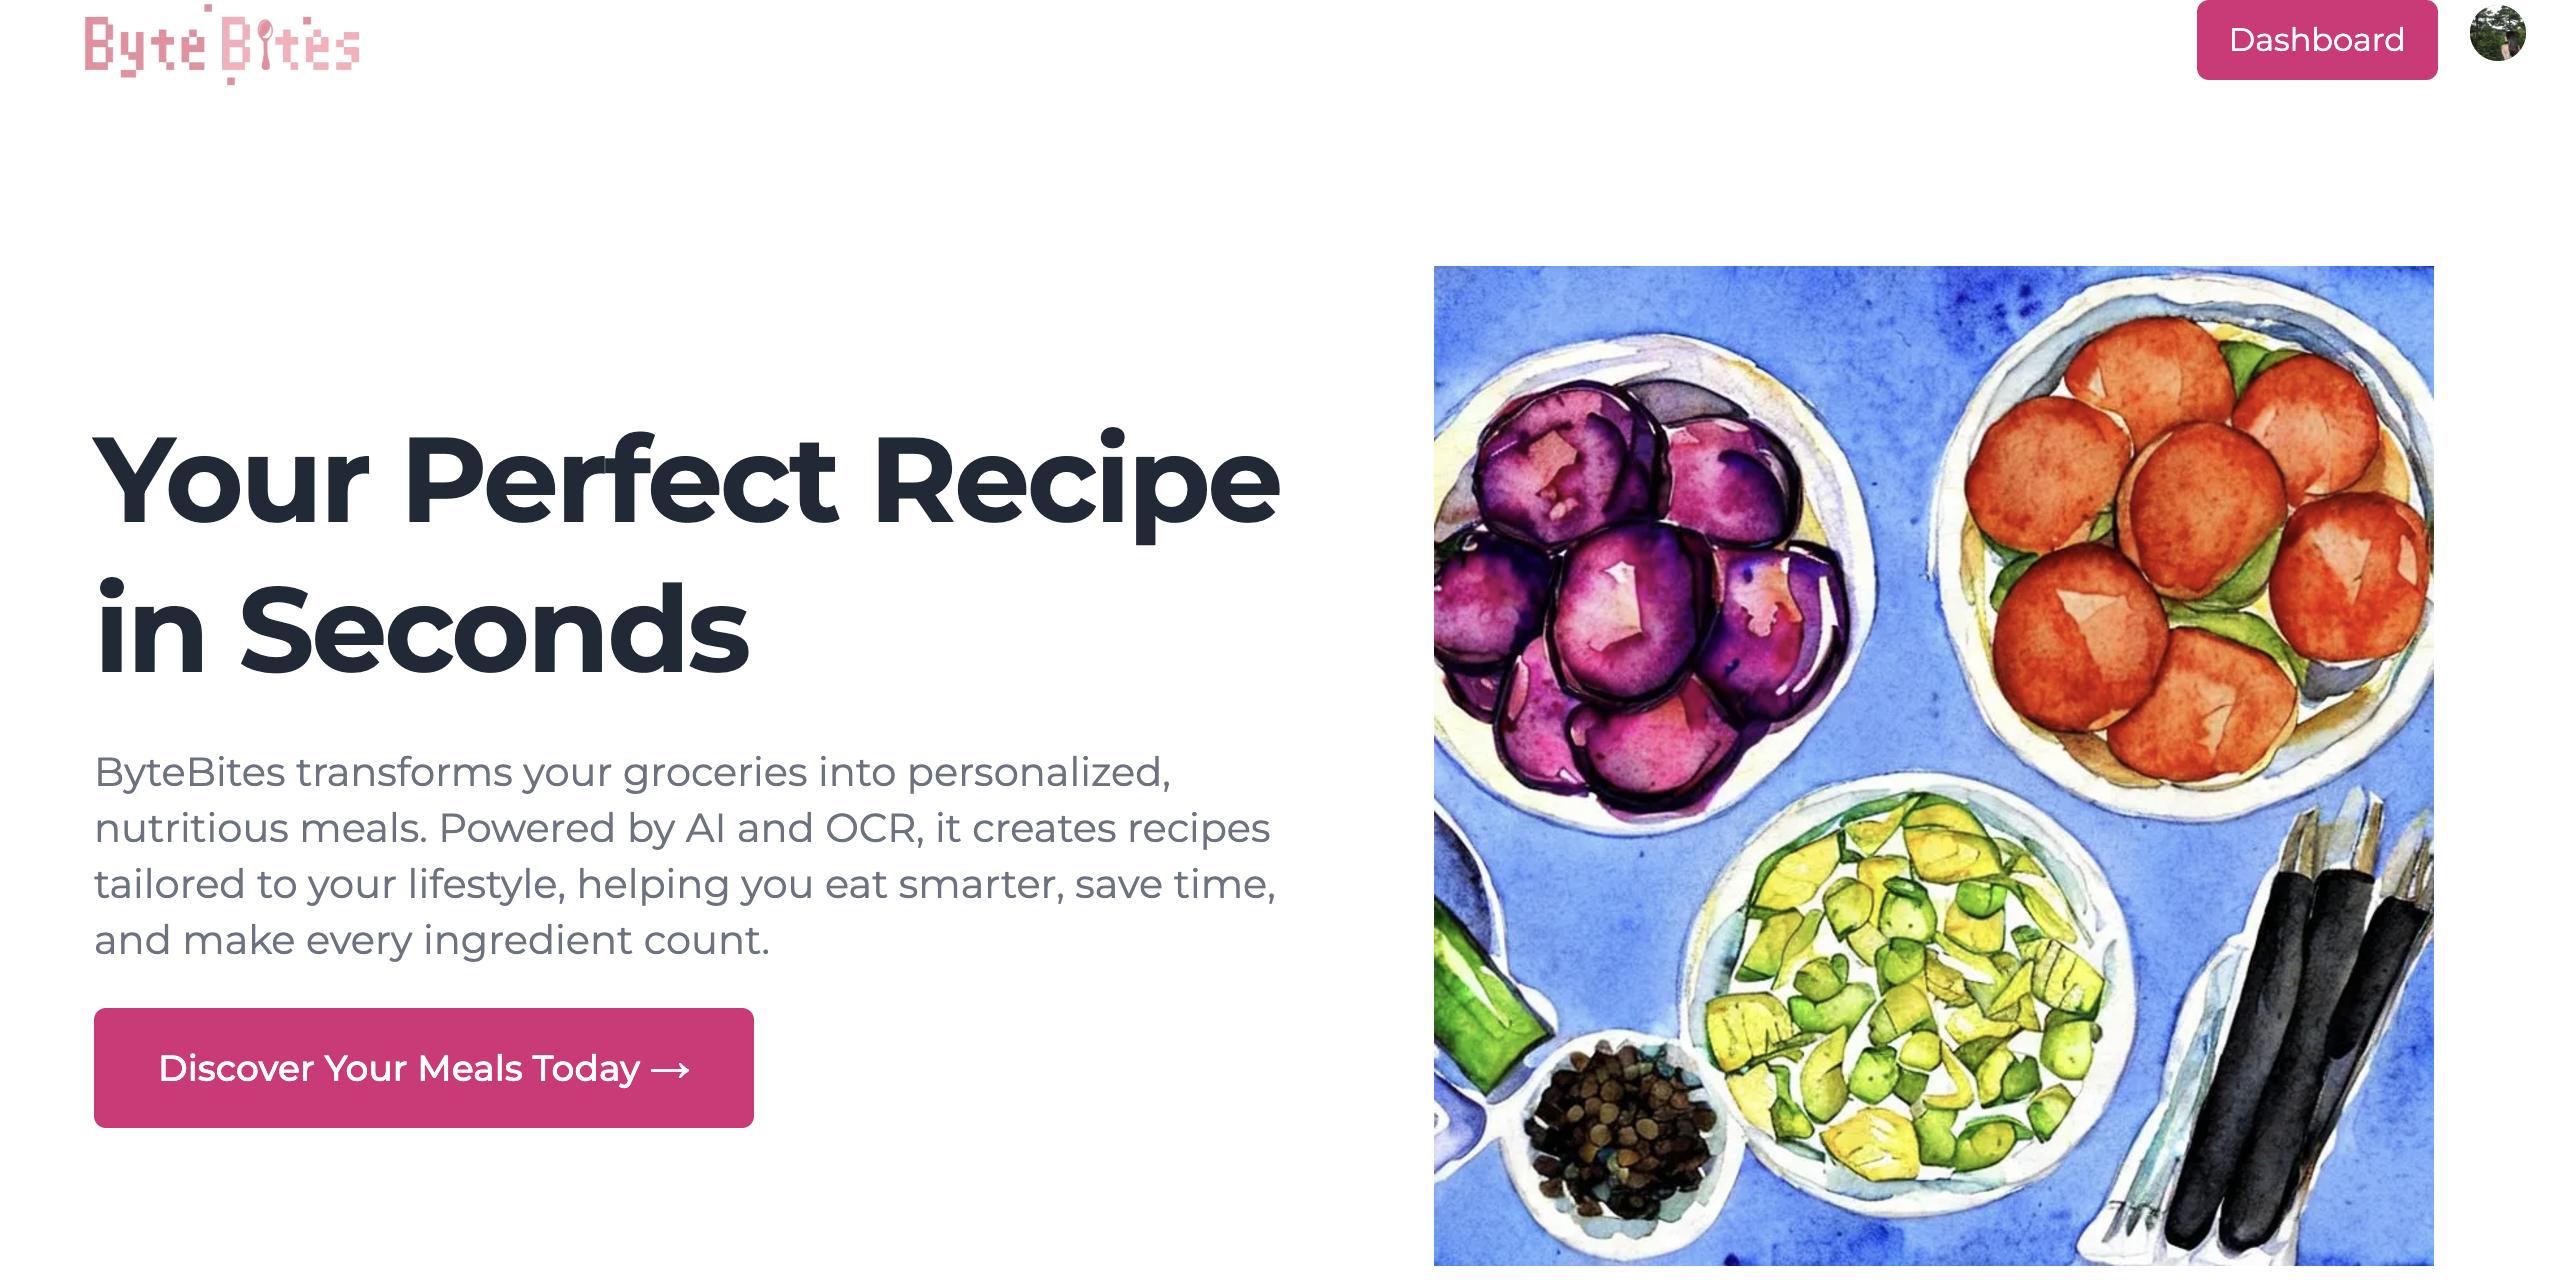 Byte Bites
Dashboard
Your Perfect Recipe
in Seconds
ByteBites transforms your groceries into personalized,
nutritious meals. Powered by AI and OCR, it creates recipes
tailored to your lifestyle, helping you eat smarter, save time,
and make every ingredient count.
Discover Your Meals Today →